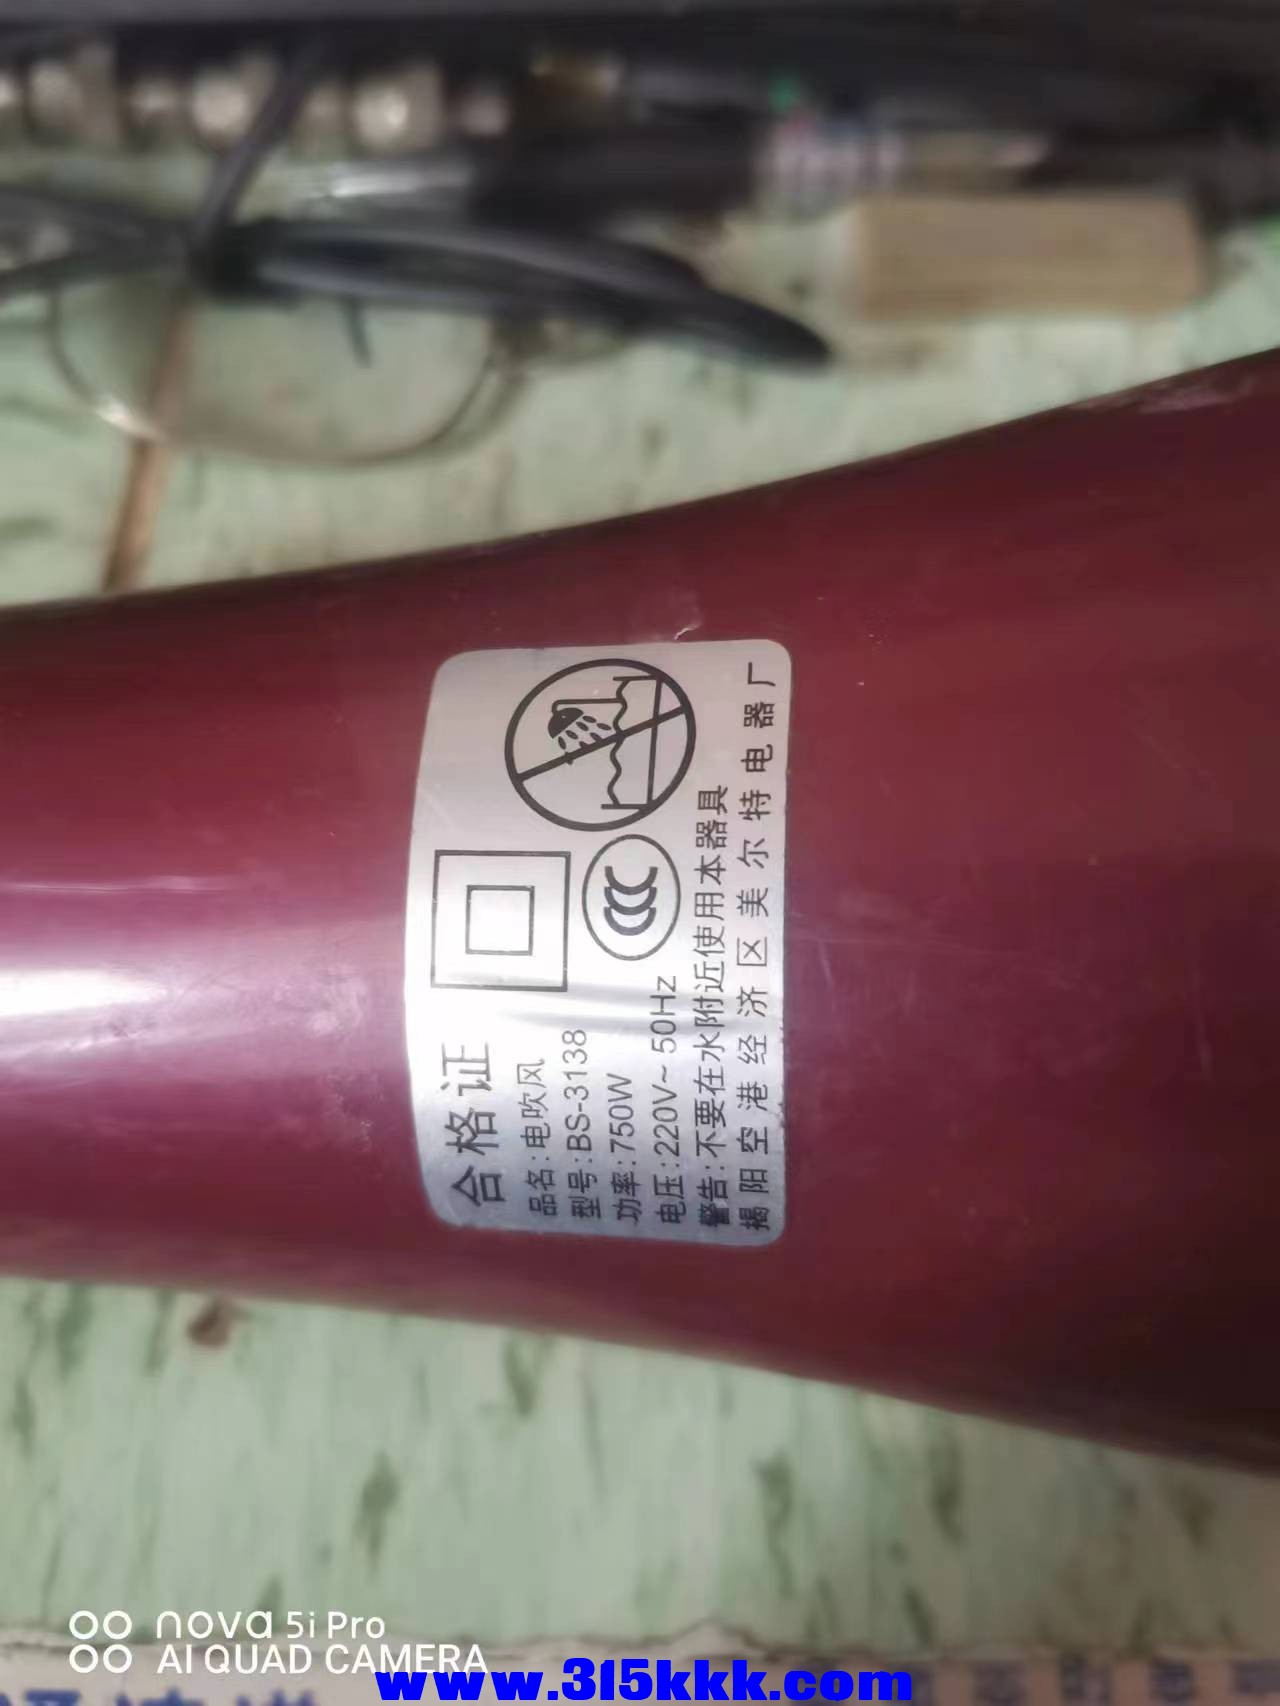 合格证
品名:电吹风
型号:BS-3138
功率:750W
电压:220V~50Hz
警告:不要在水附近使用本器具
揭阳空港经济区美尔特电器厂
nova 5i Pro
AI QUAD CAMERA
www.315kkk.com